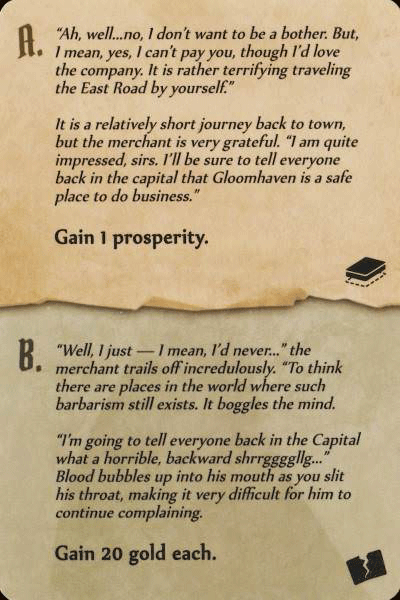 A.
“Ah, well...no, I don’t want to be a bother. But,
I mean, yes, I can’t pay you, though I’d love
the company. It is rather terrifying traveling
the East Road by yourself.”
It is a relatively short journey back to town,
but the merchant is very grateful. “I am quite
impressed, sirs. I’ll be sure to tell everyone
back in the capital that Gloomhaven is a safe
place to do business.”
Gain 1 prosperity.
B.
“Well, I just — I mean, I’d never...” the
merchant trails off incredulously. “To think
there are places in the world where such
barbarism still exists. It boggles the mind.
“I’m going to tell everyone back in the Capital
what a horrible, backward shrrggggllg...”
Blood bubbles up into his mouth as you slit
his throat, making it very difficult for him to
continue complaining.
Gain 20 gold each.